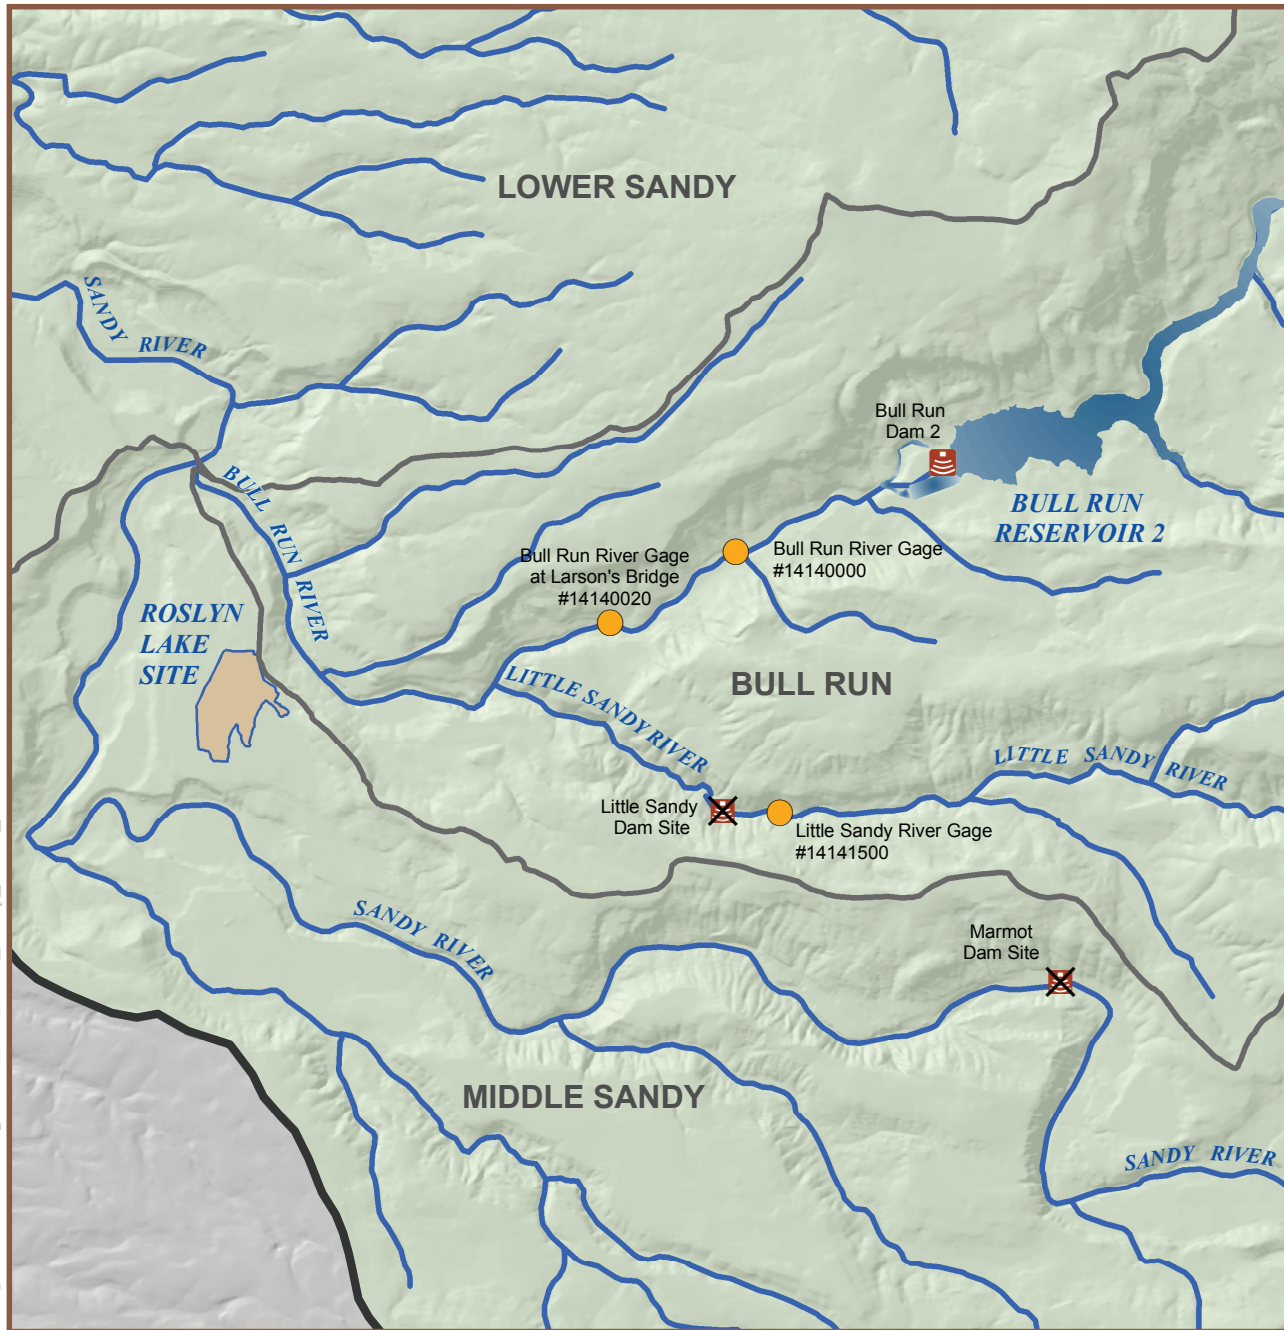 LOWER SANDY
SANDY RIVER
Bull Run
Dam 2
BULL RUN
RESERVOIR 2
BULL RUN RIVER
Bull Run River Gage
at Larson's Bridge
#14140020
Bull Run River Gage
#14140000
ROSLYN
LAKE
SITE
LITTLE SANDY RIVER
BULL RUN
LITTLE SANDY RIVER
Little Sandy
Dam Site
Little Sandy River Gage
#14141500
SANDY RIVER
Marmot
Dam Site
MIDDLE SANDY
SANDY RIVER